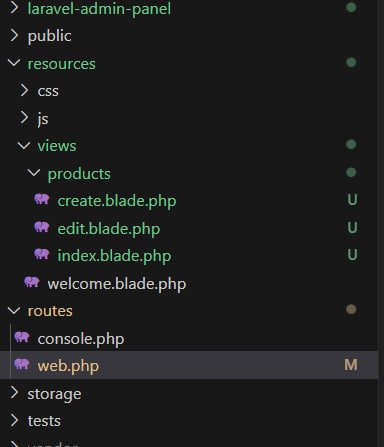 laravel-admin-panel
public
resources
css
js
views
products
create.blade.php U
edit.blade.php U
index.blade.php U
welcome.blade.php
routes
console.php
web.php M
storage
tests
vendor